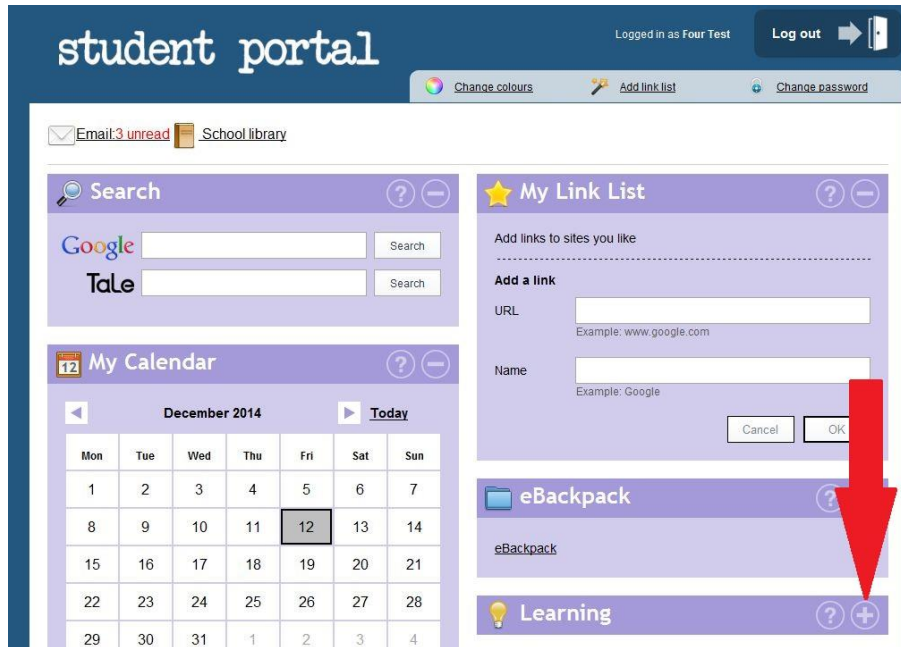 student portal
Logged in as Four Test
Log out
Change colours
Add link list
Change password
Email:3 unread
School library
Search
Google
Search
TaLe
Search
My Calendar
12
December 2014
Today
Mon Tue Wed Thu Fri Sat Sun
1 2 3 4 5 6 7
8 9 10 11 12 13 14
15 16 17 18 19 20 21
22 23 24 25 26 27 28
29 30 31 1 2 3 4
My Link List
Add links to sites you like
Add a link
URL
Example: www.google.com
Name
Example: Google
Cancel
OK
eBackpack
eBackpack
Learning